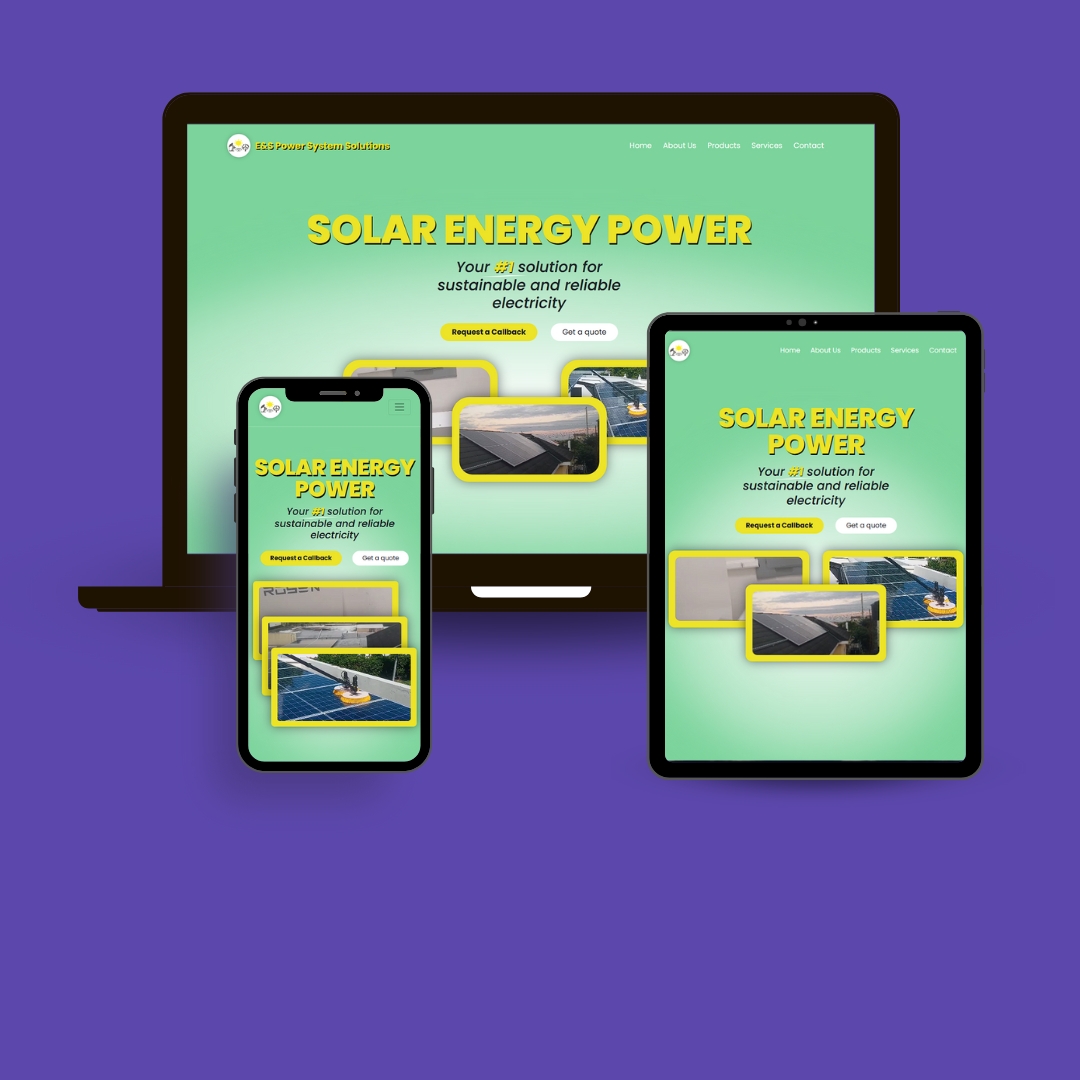 E&S Power System Solutions
Home About Us Products Services Contact
SOLAR ENERGY POWER
Your #1 solution for
sustainable and reliable
electricity
Request a Callback Get a quote
Home About Us Products Services Contact
SOLAR ENERGY
POWER
Your #1 solution for
sustainable and reliable
electricity
Request a Callback Get a quote
SOLAR ENERGY
POWER
Your #1 solution for
sustainable and reliable
electricity
Request a Callback Get a quote